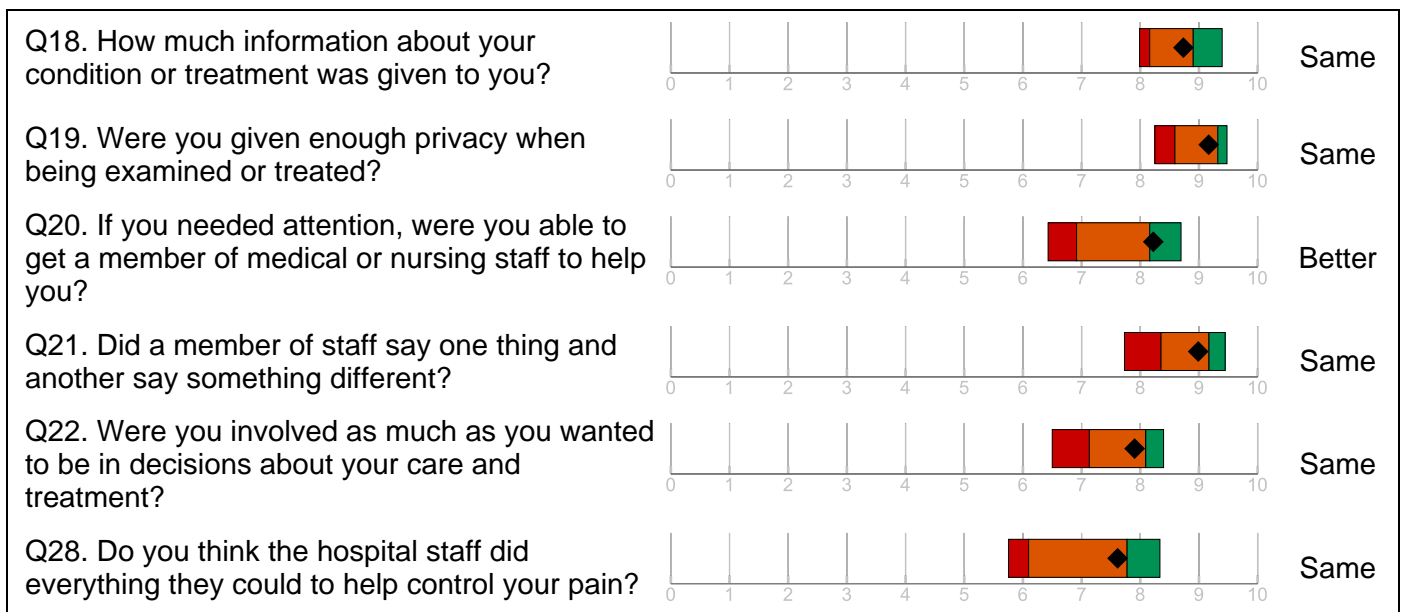 Q18. How much information about your
condition or treatment was given to you?
0 1 2 3 4 5 6 7 8 9 10
Same
Q19. Were you given enough privacy when
being examined or treated?
0 1 2 3 4 5 6 7 8 9 10
Same
Q20. If you needed attention, were you able to
get a member of medical or nursing staff to help
you?
0 1 2 3 4 5 6 7 8 9 10
Better
Q21. Did a member of staff say one thing and
another say something different?
0 1 2 3 4 5 6 7 8 9 10
Same
Q22. Were you involved as much as you wanted
to be in decisions about your care and
treatment?
0 1 2 3 4 5 6 7 8 9 10
Same
Q28. Do you think the hospital staff did
everything they could to help control your pain?
0 1 2 3 4 5 6 7 8 9 10
Same